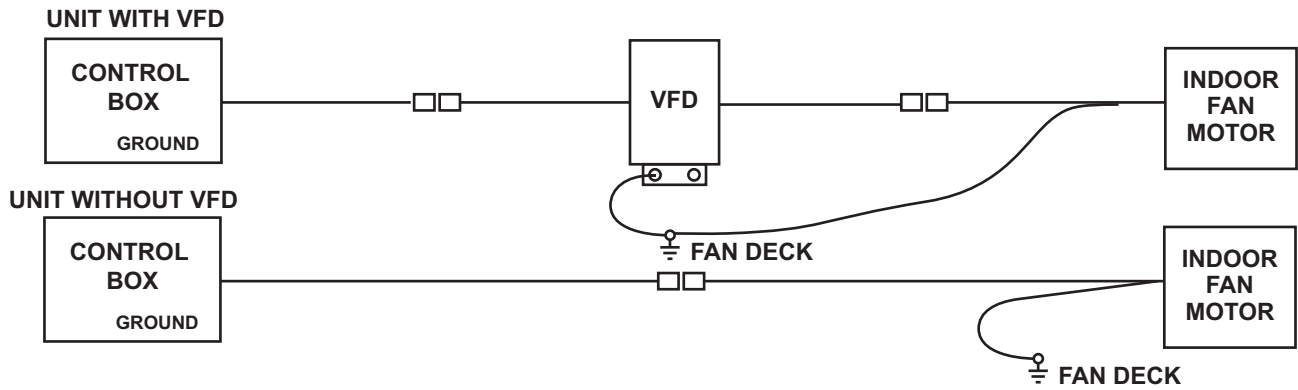 UNIT WITH VFD
CONTROL
BOX
GROUND
VFD
INDOOR
FAN
MOTOR
FAN DECK
UNIT WITHOUT VFD
CONTROL
BOX
GROUND
INDOOR
FAN
MOTOR
FAN DECK